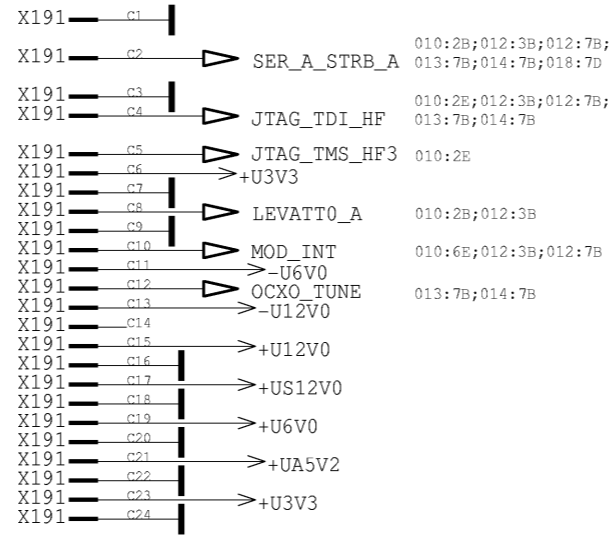 X191 C1
X191 C2 SER_A_STRB_A 010:2B;012:3B;012:7B;
013:7B;014:7B;018:7D
X191 C3
X191 C4 JTAG_TDI_HF 010:2E;012:3B;012:7B;
013:7B;014:7B
X191 C5 JTAG_TMS_HF3 010:2E
X191 C6 +U3V3
X191 C7
X191 C8 LEVATT0_A 010:2B;012:3B
X191 C9
X191 C10 MOD_INT 010:6E;012:3B;012:7B
X191 C11 -U6V0
X191 C12 OCXO_TUNE 013:7B;014:7B
X191 C13 -U12V0
X191 C14
X191 C15 +U12V0
X191 C16
X191 C17 +US12V0
X191 C18
X191 C19 +U6V0
X191 C20
X191 C21 +UA5V2
X191 C22
X191 C23 +U3V3
X191 C24